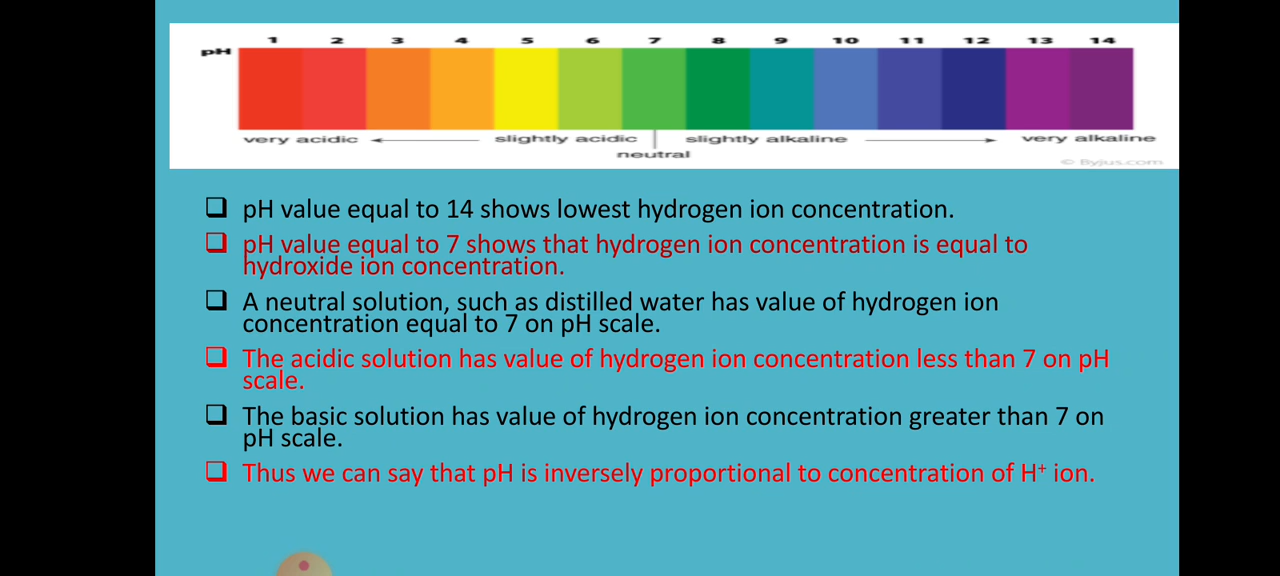 1 2 3 4 5 6 7 8 9 10 11 12 13 14
pH
very acidic slightly acidic slightly alkaline very alkaline
neutral
© Byjus.com
pH value equal to 14 shows lowest hydrogen ion concentration.
pH value equal to 7 shows that hydrogen ion concentration is equal to
hydroxide ion concentration.
A neutral solution, such as distilled water has value of hydrogen ion
concentration equal to 7 on pH scale.
The acidic solution has value of hydrogen ion concentration less than 7 on pH
scale.
The basic solution has value of hydrogen ion concentration greater than 7 on
pH scale.
Thus we can say that pH is inversely proportional to concentration of H⁺ ion.